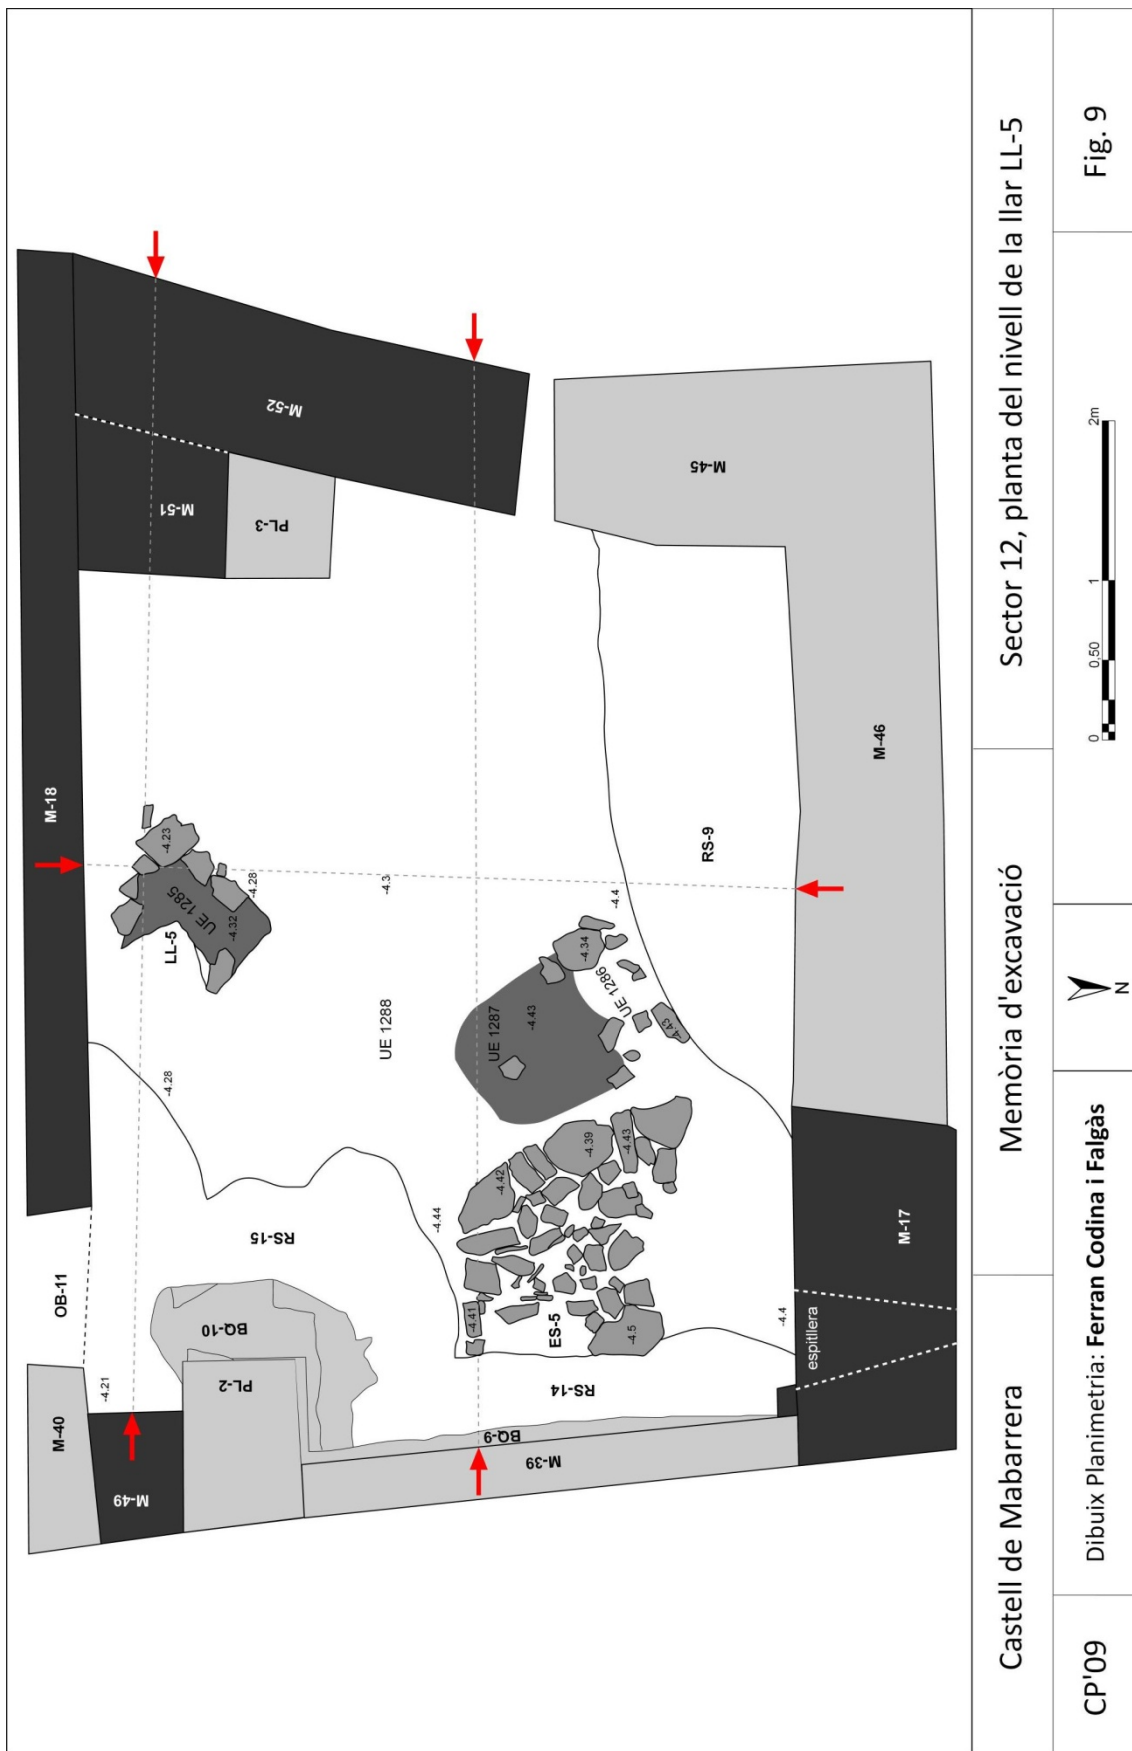 M-18
M-52
M-51
PL-3
M-45
-4.23
UE 1285
-4.32
-4.28
LL-5
-4.3
-4.4
RS-9
M-46
UE 1288
-4.28
-4.34
UE 1286
-4.43
UE 1287
-4.43
-4.39
-4.43
-4.42
-4.44
RS-15
OB-11
BQ-10
PL-2
-4.21
M-40
M-49
-4.41
ES-5
-4.5
-4.4
RS-14
BQ-9
M-39
M-17
espitllera
Castell de Mabarrera
Memòria d'excavació
Sector 12, planta del nivell de la llar LL-5
CP'09
Dibuix Planimetria: Ferran Codina i Falgàs
N
0 0,50 1 2m
Fig. 9